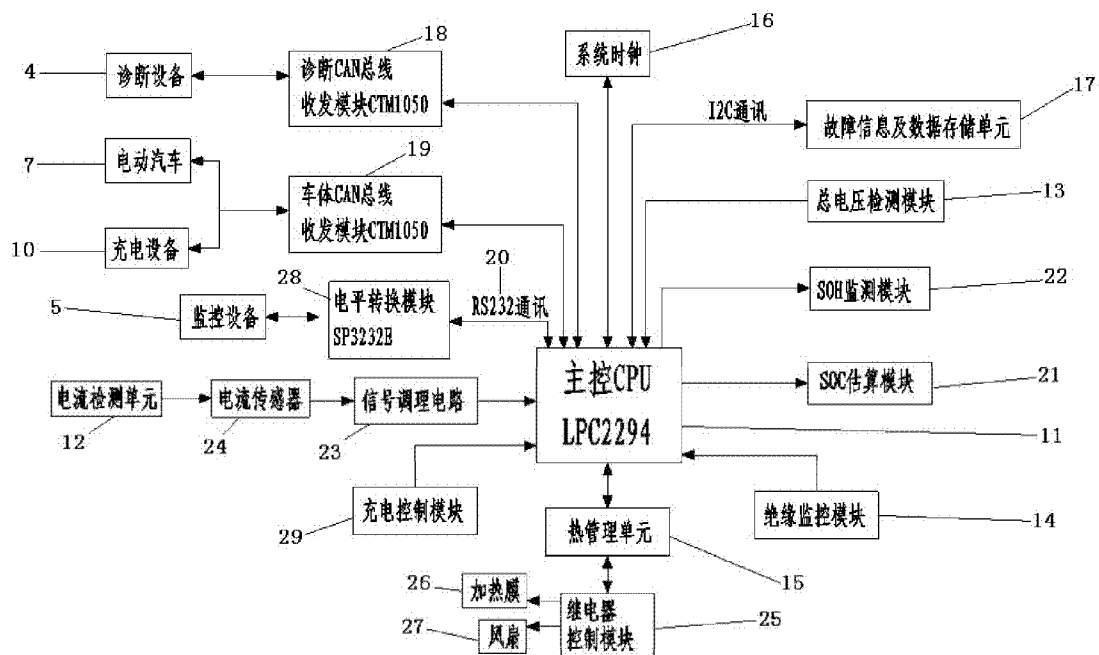 16
系统时钟
18
4
诊断设备
诊断CAN总线
收发模块CTM1050
17
I2C通讯
故障信息及数据存储单元
7
电动汽车
19
车体CAN总线
收发模块CTM1050
13
总电压检测模块
10
充电设备
20
RS232通讯
28
电平转换模块
SP3232E
5
监控设备
22
SOH监测模块
主控CPU
LPC2294
21
SOC估算模块
电流检测单元
12
电流传感器
24
信号调理电路
23
11
充电控制模块
29
热管理单元
15
绝缘监控模块
14
26
加热膜
27
风扇
继电器
控制模块
25